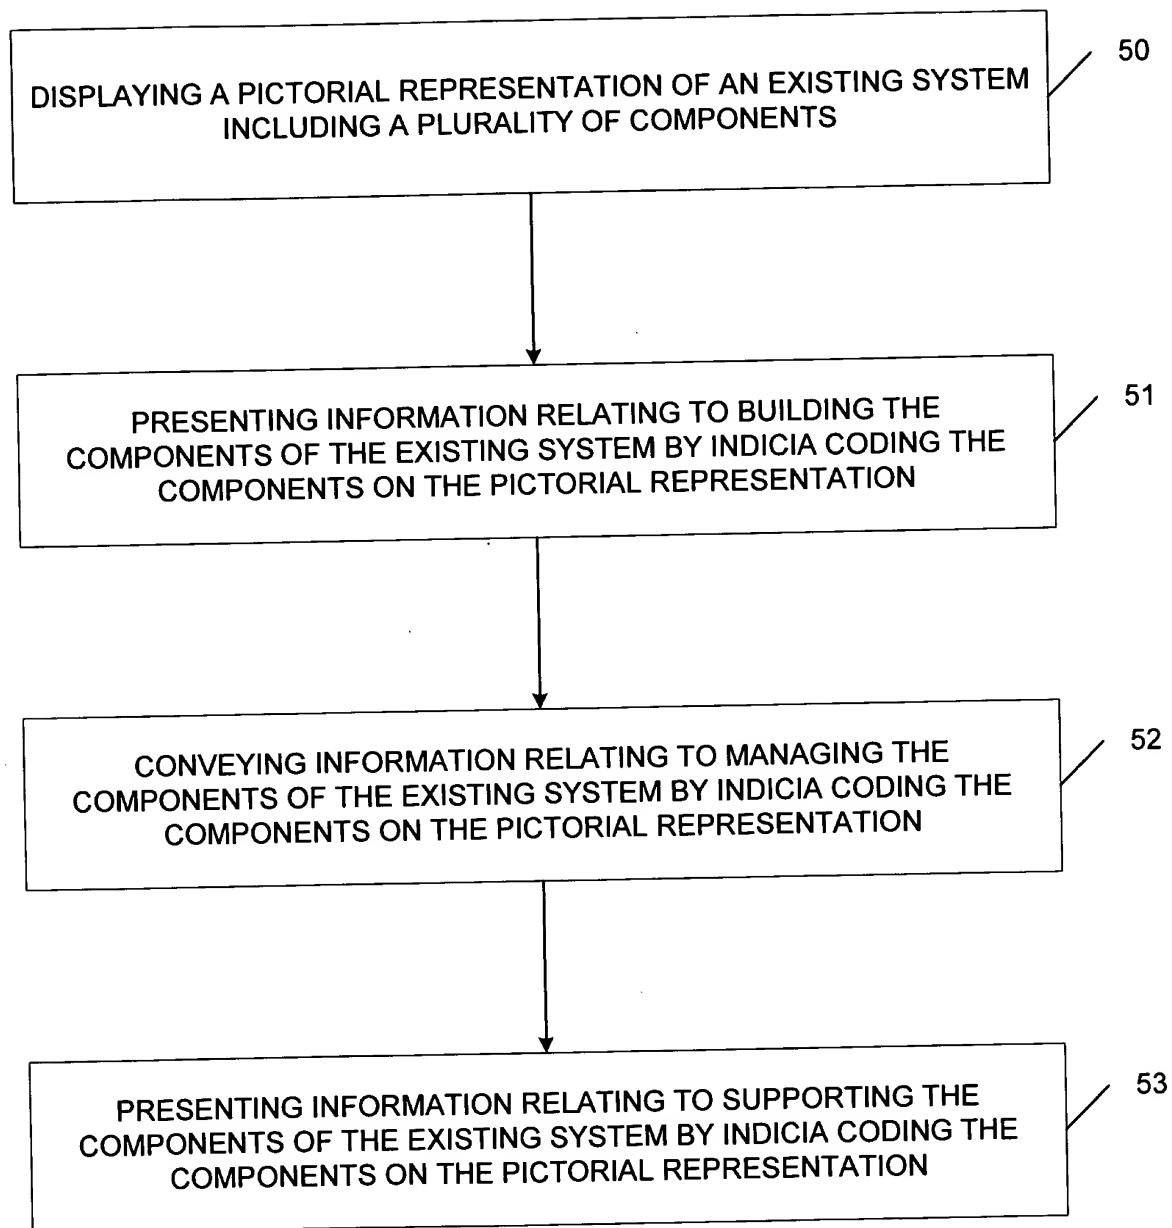 DISPLAYING A PICTORIAL REPRESENTATION OF AN EXISTING SYSTEM
INCLUDING A PLURALITY OF COMPONENTS
50
PRESENTING INFORMATION RELATING TO BUILDING THE
COMPONENTS OF THE EXISTING SYSTEM BY INDICIA CODING THE
COMPONENTS ON THE PICTORIAL REPRESENTATION
51
CONVEYING INFORMATION RELATING TO MANAGING THE
COMPONENTS OF THE EXISTING SYSTEM BY INDICIA CODING THE
COMPONENTS ON THE PICTORIAL REPRESENTATION
52
PRESENTING INFORMATION RELATING TO SUPPORTING THE
COMPONENTS OF THE EXISTING SYSTEM BY INDICIA CODING THE
COMPONENTS ON THE PICTORIAL REPRESENTATION
53